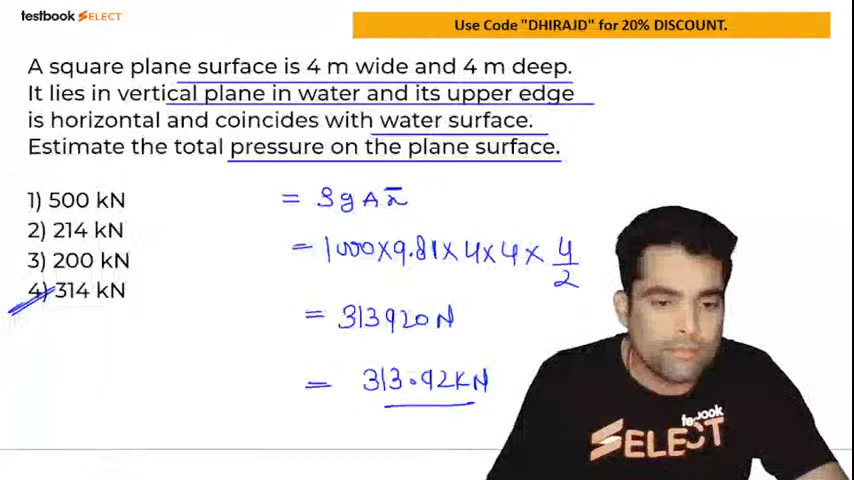 testbook SELECT
Use Code "DHIRAJD" for 20% DISCOUNT.
A square plane surface is 4 m wide and 4 m deep.
It lies in vertical plane in water and its upper edge
is horizontal and coincides with water surface.
Estimate the total pressure on the plane surface.
1) 500 kN
2) 214 kN
3) 200 kN
4) 314 kN
= ρgAx̄
= 1000×9.81×4×4×4/2
= 313920N
= 313.92KN
SELECT